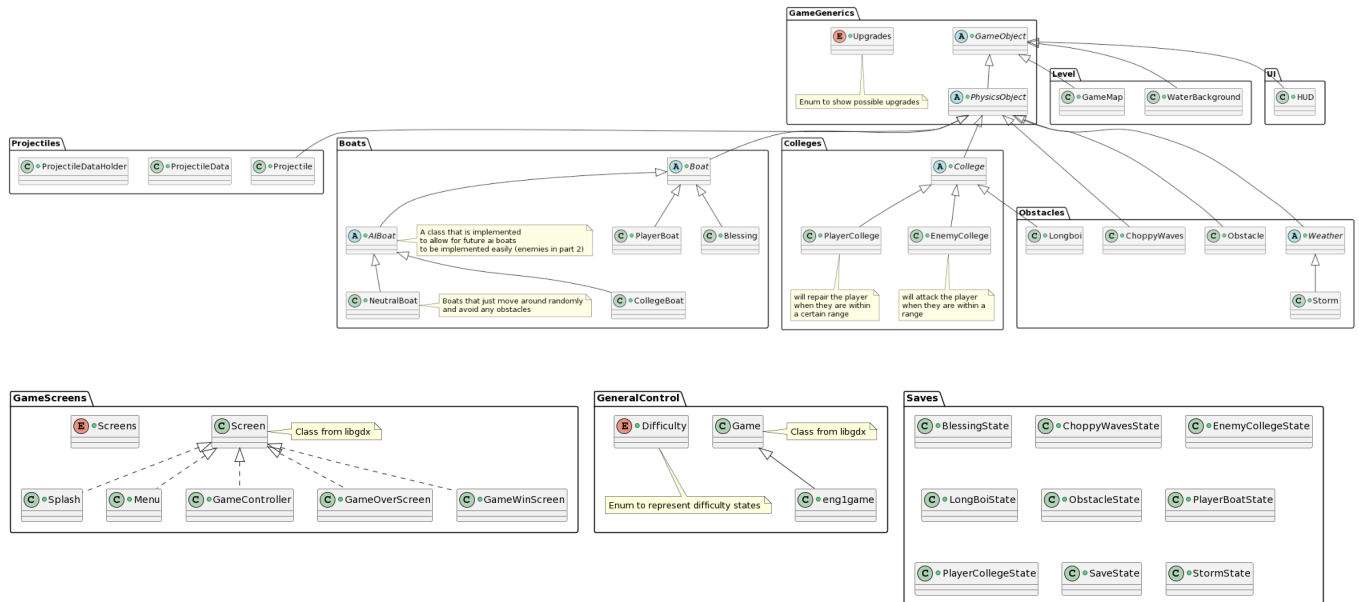 GameGenerics
E Upgrades
A GameObject
Enum to show possible upgrades
A PhysicsObject
Level
C GameMap
C WaterBackground
UI
C HUD
Projectiles
C ProjectileDataHolder
C ProjectileData
C Projectile
Boats
A Boat
A AIBoat
A class that is implemented
to allow for future ai boats
to be implemented easily (enemies in part 2)
C PlayerBoat
C Blessing
C NeutralBoat
Boats that just move around randomly
and avoid any obstacles
C CollegeBoat
Colleges
A College
C PlayerCollege
C EnemyCollege
will repair the player
when they are within
a certain range
will attack the player
when they are within a
range
Obstacles
C Longboi
C ChoppyWaves
C Obstacle
A Weather
C Storm
GameScreens
E Screens
C Screen
Class from libgdx
C Splash
C Menu
C GameController
C GameOverScreen
C GameWinScreen
GeneralControl
E Difficulty
C Game
Class from libgdx
Enum to represent difficulty states
C eng1game
Saves
C BlessingState
C ChoppyWavesState
C EnemyCollegeState
C LongBoiState
C ObstacleState
C PlayerBoatState
C PlayerCollegeState
C SaveState
C StormState